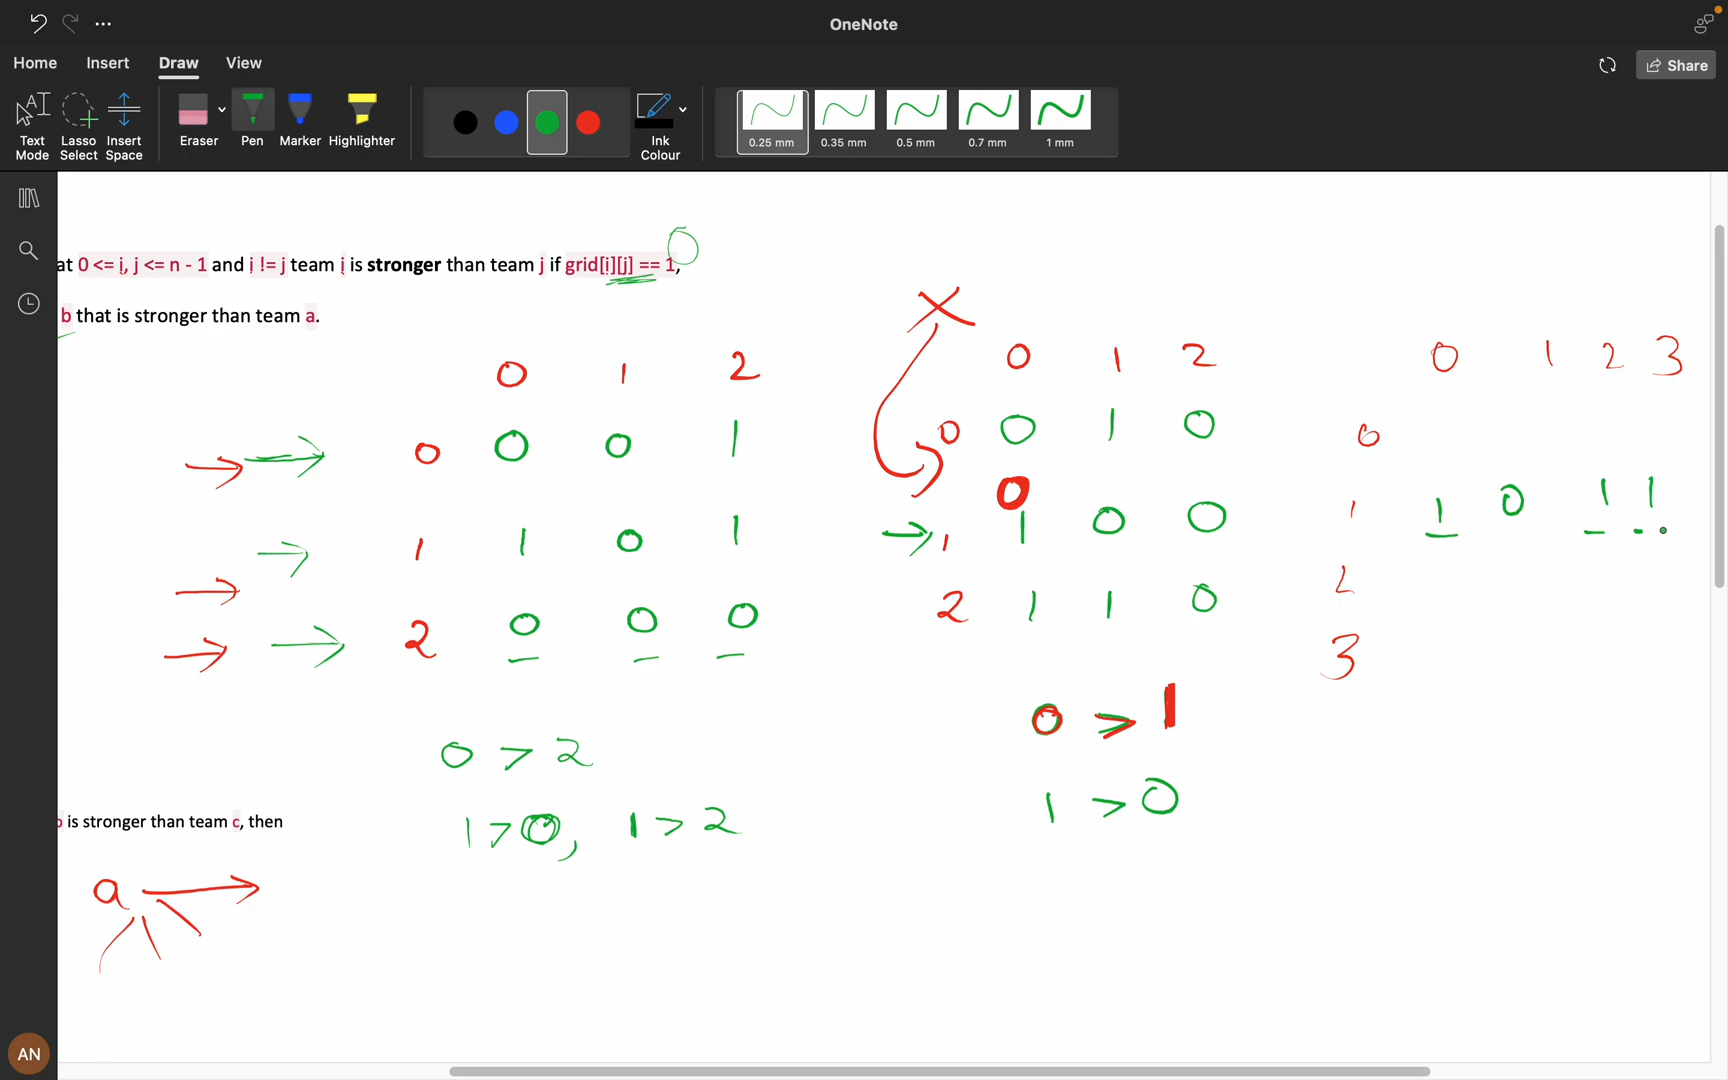 OneNote
Home Insert Draw View
Share
Text Mode
Lasso Select
Insert Space
Eraser
Pen
Marker
Highlighter
Ink Colour
0.25 mm
0.35 mm
0.5 mm
0.7 mm
1 mm
at 0 <= i, j <= n - 1 and i != j team i is stronger than team j if grid[i][j] == 1,
b that is stronger than team a.
0 1 2
0 0 0 1
1 1 0 1
2 0 0 0
0 > 2
1 > 0, 1 > 2
X
0 1 2
0 0 1 0
0
1 1 0 0
2 1 1 0
0 > 1
1 > 0
0 1 2 3
0
1 1 0 1 1
2
3
b is stronger than team c, then
a
AN